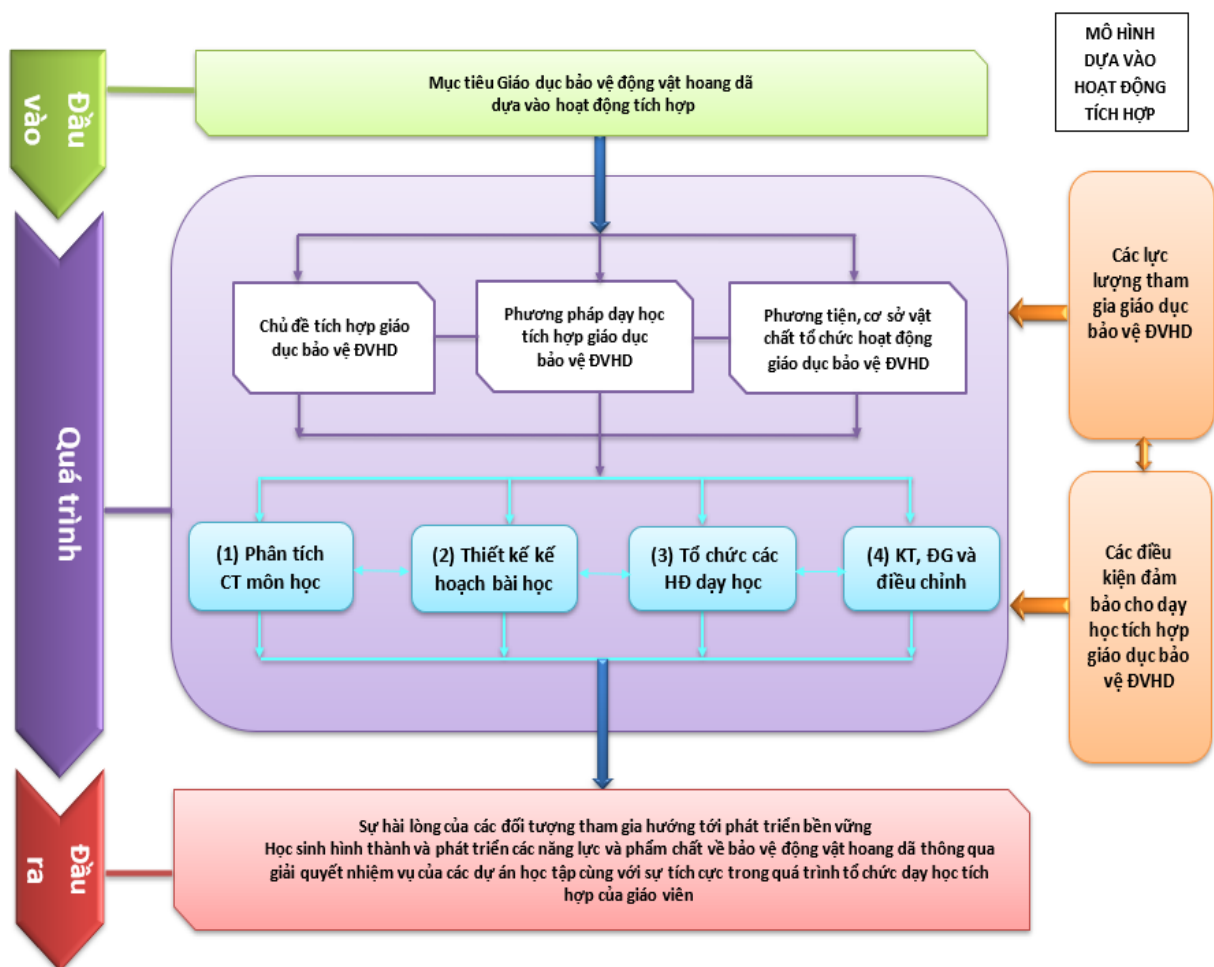 MÔ HÌNH
DỰA VÀO
HOẠT ĐỘNG
TÍCH HỢP
Đầu
vào
Mục tiêu Giáo dục bảo vệ động vật hoang dã
dựa vào hoạt động tích hợp
Quá trình
Chủ đề tích hợp giáo
dục bảo vệ ĐVHD
Phương pháp dạy học
tích hợp giáo dục
bảo vệ ĐVHD
Phương tiện, cơ sở vật
chất tổ chức hoạt động
giáo dục bảo vệ ĐVHD
Các lực
lượng tham
gia giáo dục
bảo vệ ĐVHD
(1) Phân tích
CT môn học
(2) Thiết kế kế
hoạch bài học
(3) Tổ chức các
HĐ dạy học
(4) KT, ĐG và
điều chỉnh
Các điều
kiện đảm
bảo cho dạy
học tích hợp
giáo dục bảo
vệ ĐVHD
Đầu
ra
Sự hài lòng của các đối tượng tham gia hướng tới phát triển bền vững
Học sinh hình thành và phát triển các năng lực và phẩm chất về bảo vệ động vật hoang dã thông qua
giải quyết nhiệm vụ của các dự án học tập cùng với sự tích cực trong quá trình tổ chức dạy học tích
hợp của giáo viên